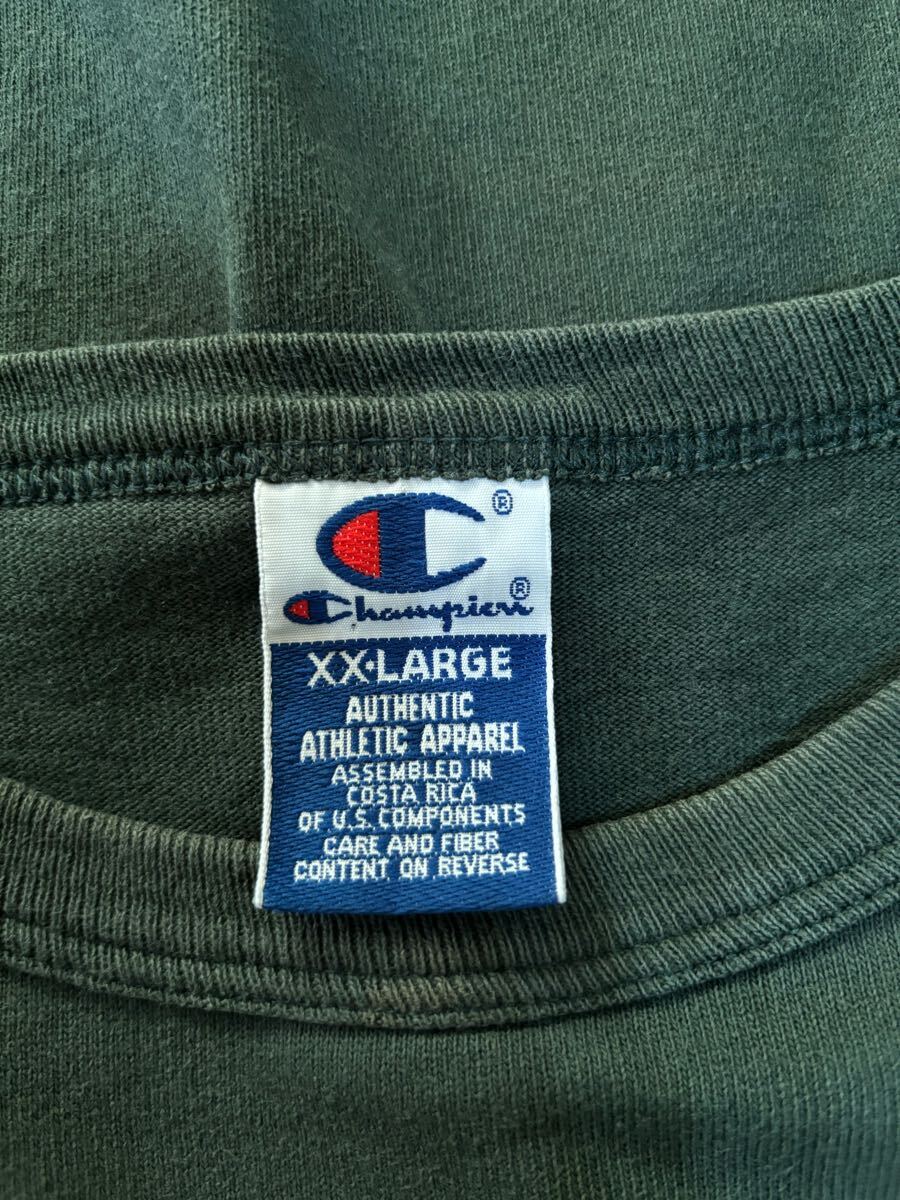 ®
Champion®
XX·LARGE
AUTHENTIC
ATHLETIC APPAREL
ASSEMBLED IN
COSTA RICA
OF U.S. COMPONENTS
CARE AND FIBER
CONTENT ON REVERSE